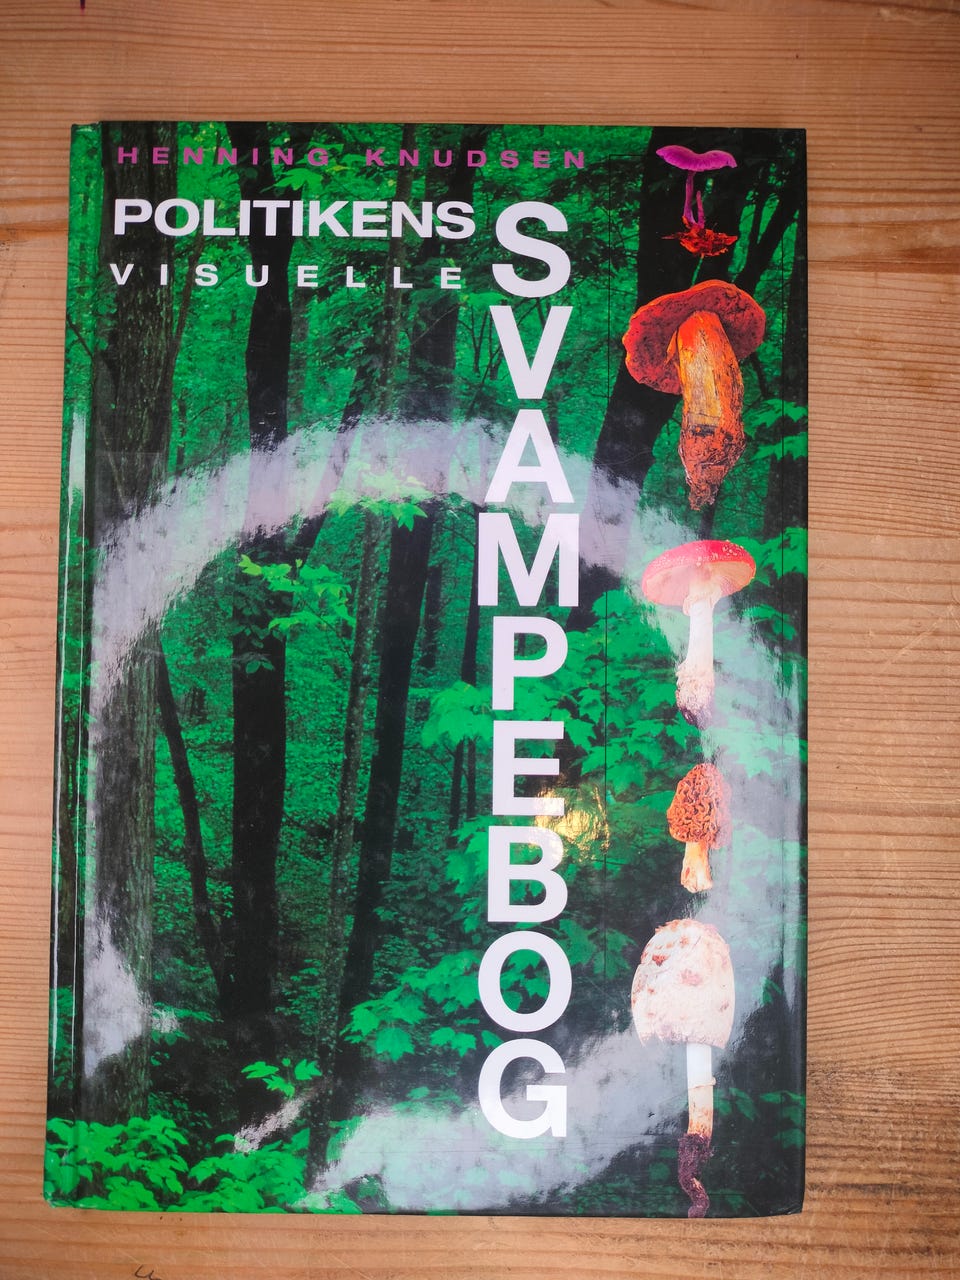 HENNING KNUDSEN
POLITIKENS
VISUELLE
SVAMPEBOG